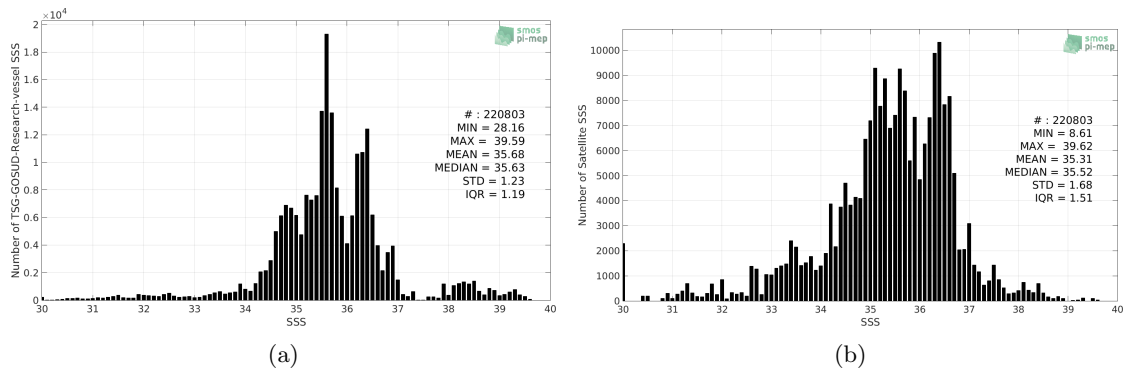 ×10⁴
2
1.8
1.6
1.4
1.2
1
0.8
0.6
0.4
0.2
0
Number of TSG-GOSUD-Research-vessel SSS
smos
pi-mep
# : 220803
MIN = 28.16
MAX = 39.59
MEAN = 35.68
MEDIAN = 35.63
STD = 1.23
IQR = 1.19
30 31 32 33 34 35 36 37 38 39 40
SSS
(a)
10000
9000
8000
7000
6000
5000
4000
3000
2000
1000
0
Number of Satellite SSS
smos
pi-mep
# : 220803
MIN = 8.61
MAX = 39.62
MEAN = 35.31
MEDIAN = 35.52
STD = 1.68
IQR = 1.51
30 31 32 33 34 35 36 37 38 39 40
SSS
(b)